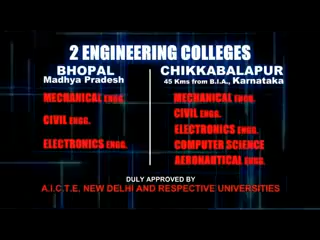 2 ENGINEERING COLLEGES
BHOPAL
Madhya Pradesh
MECHANICAL ENGG.
CIVIL ENGG.
ELECTRONICS ENGG.
CHIKKABALAPUR
45 Kms from B.I.A., Karnataka
MECHANICAL ENGG.
CIVIL ENGG.
ELECTRONICS ENGG.
COMPUTER SCIENCE
AERONAUTICAL ENGG.
DULY APPROVED BY
A.I.C.T.E, NEW DELHI AND RESPECTIVE UNIVERSITIES